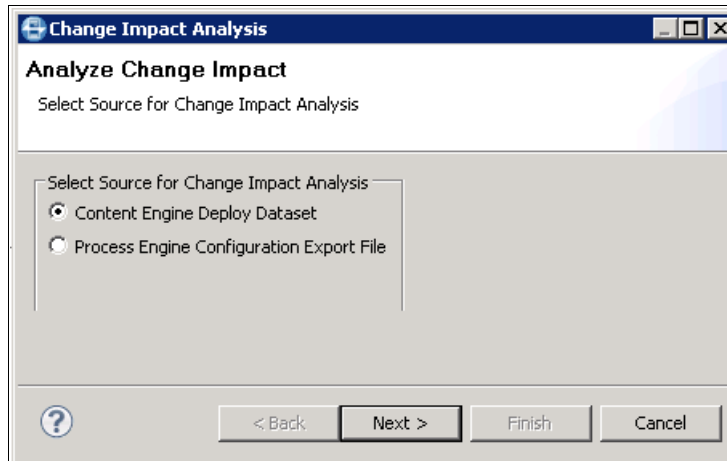 Change Impact Analysis
Analyze Change Impact
Select Source for Change Impact Analysis
Select Source for Change Impact Analysis
Content Engine Deploy Dataset
Process Engine Configuration Export File
?
< Back Next > Finish Cancel